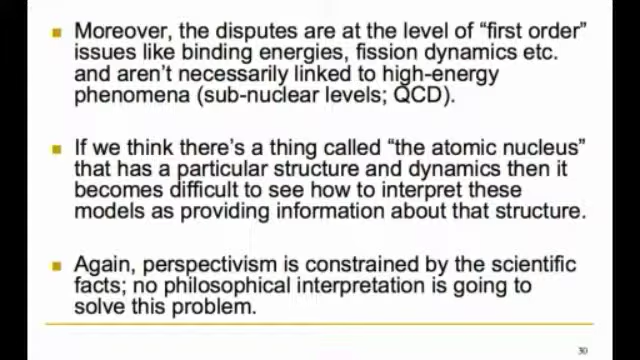 Moreover, the disputes are at the level of “first order”
issues like binding energies, fission dynamics etc.
and aren’t necessarily linked to high-energy
phenomena (sub-nuclear levels; QCD).
If we think there’s a thing called “the atomic nucleus”
that has a particular structure and dynamics then it
becomes difficult to see how to interpret these
models as providing information about that structure.
Again, perspectivism is constrained by the scientific
facts; no philosophical interpretation is going to
solve this problem.
30